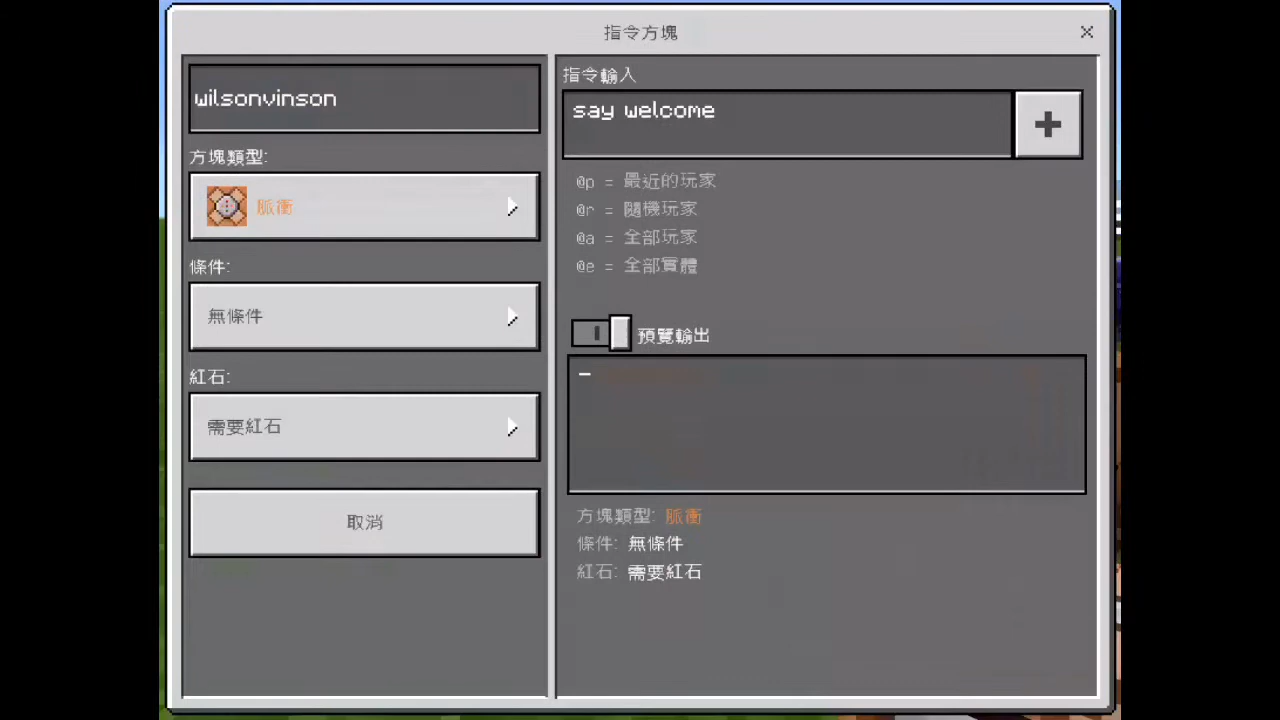 指令方塊
wilsonvinson
方塊類型:
脈衝
條件:
無條件
紅石:
需要紅石
取消
指令輸入
say welcome
@p = 最近的玩家
@r = 隨機玩家
@a = 全部玩家
@e = 全部實體
預覽輸出
-
方塊類型: 脈衝
條件: 無條件
紅石: 需要紅石